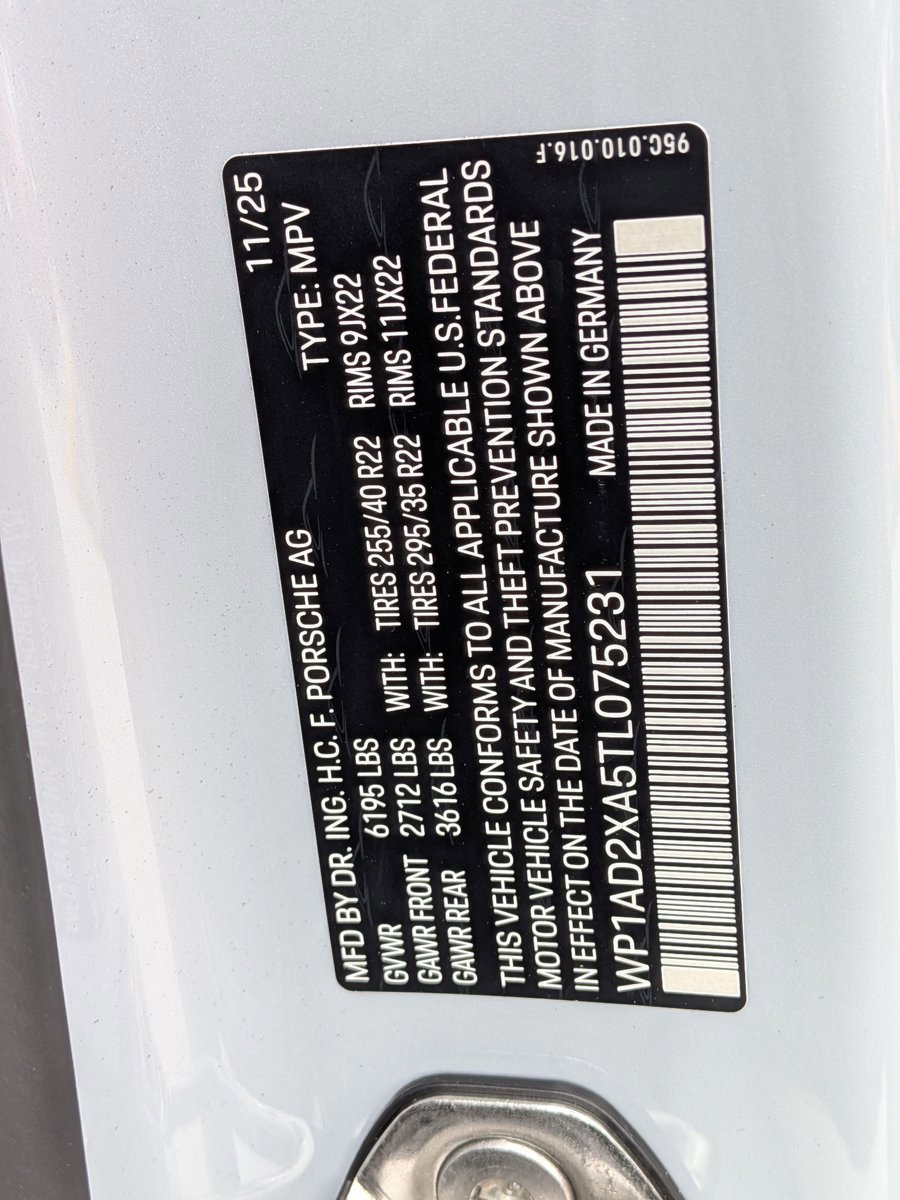 11/25
MFD BY DR. ING. H.C. F. PORSCHE AG TYPE: MPV
GVWR 6195 LBS
GAWR FRONT 2712 LBS WITH: TIRES 255/40 R22 RIMS 9JX22
GAWR REAR 3616 LBS WITH: TIRES 295/35 R22 RIMS 11JX22
THIS VEHICLE CONFORMS TO ALL APPLICABLE U.S.FEDERAL
MOTOR VEHICLE SAFETY AND THEFT PREVENTION STANDARDS
IN EFFECT ON THE DATE OF MANUFACTURE SHOWN ABOVE
WP1AD2XA5TL075231 MADE IN GERMANY
95C.010.016.F